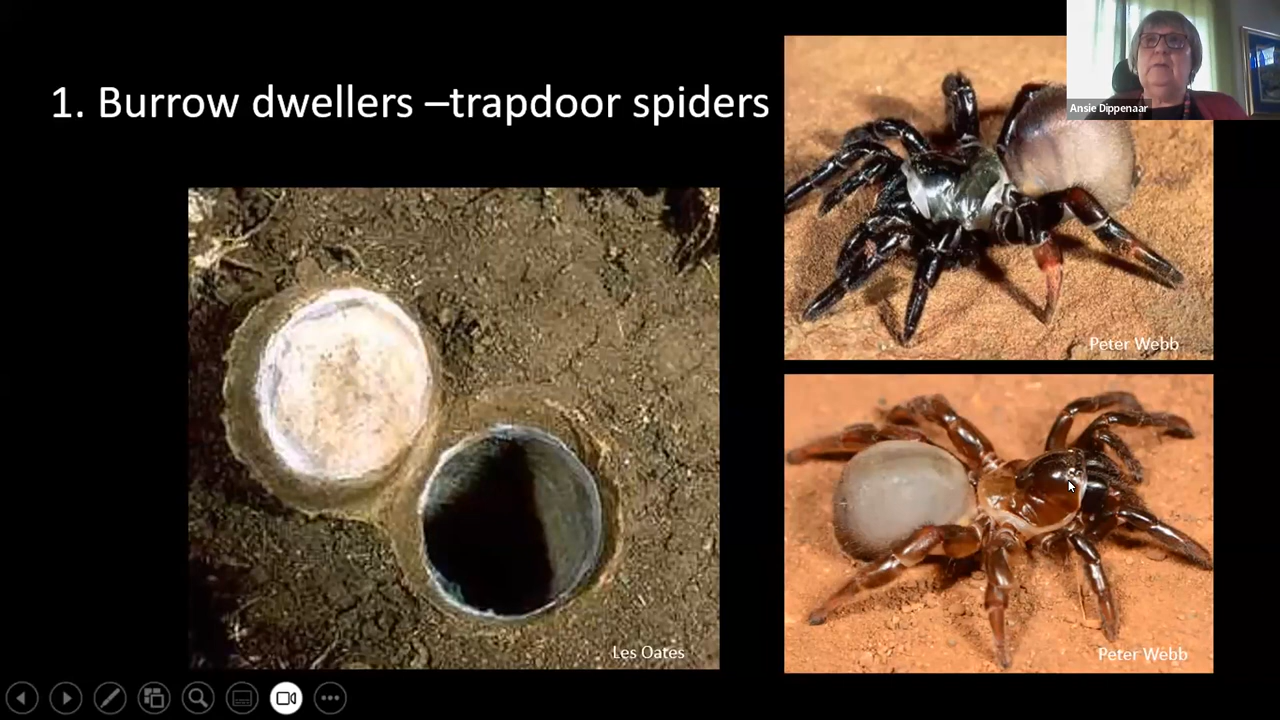 1. Burrow dwellers –trapdoor spiders
Ansie Dippenaar
Peter Webb
Les Oates
Peter Webb